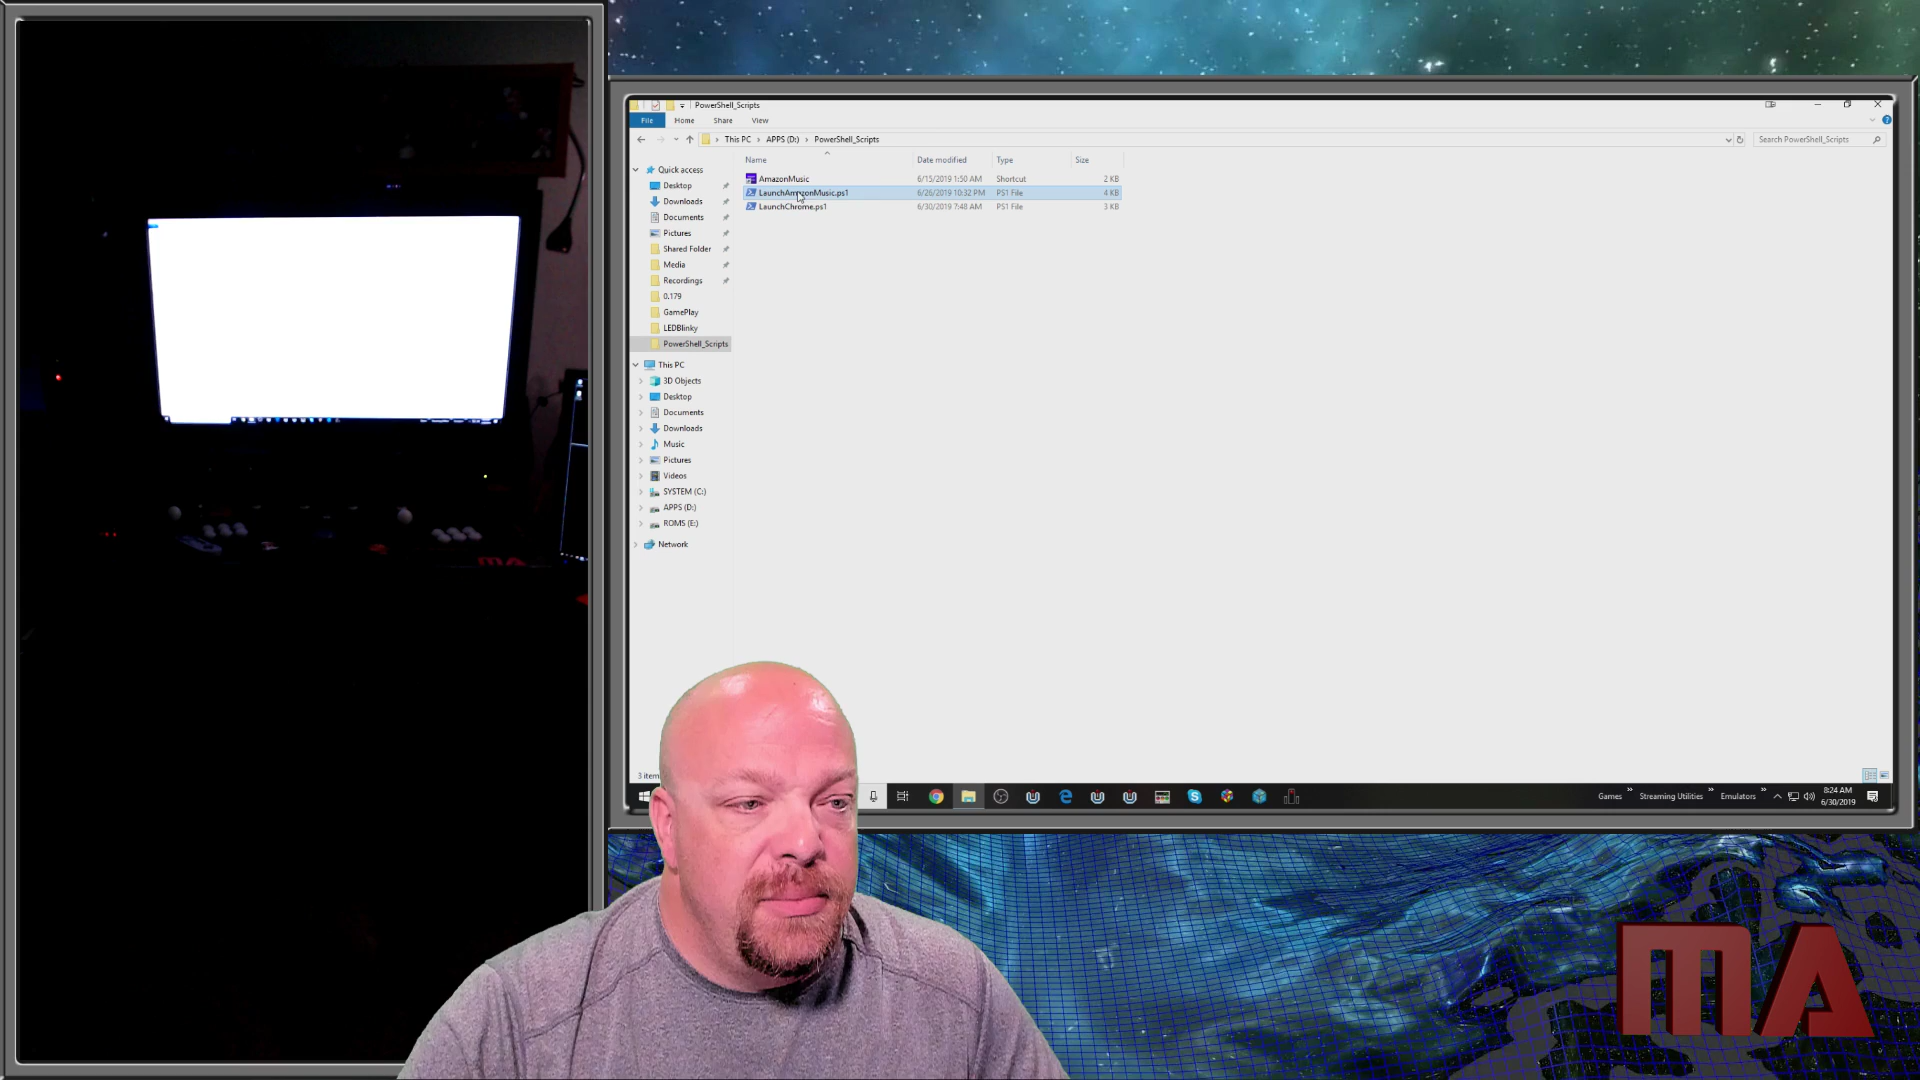 PowerShell_Scripts
File Home Share View
This PC > APPS (D:) > PowerShell_Scripts
Search PowerShell_Scripts
Name Date modified Type Size
AmazonMusic 6/15/2019 1:50 AM Shortcut 2 KB
LaunchAmazonMusic.ps1 6/26/2019 10:32 PM PS1 File 4 KB
LaunchChrome.ps1 6/30/2019 7:48 AM PS1 File 3 KB
Quick access
Desktop
Downloads
Documents
Pictures
Shared Folder
Media
Recordings
0.179
GamePlay
LEDBlinky
PowerShell_Scripts
This PC
3D Objects
Desktop
Documents
Downloads
Music
Pictures
Videos
SYSTEM (C:)
APPS (D:)
ROMS (E:)
Network
3 item
Games » Streaming Utilities » Emulators » 8:24 AM
6/30/2019
MA